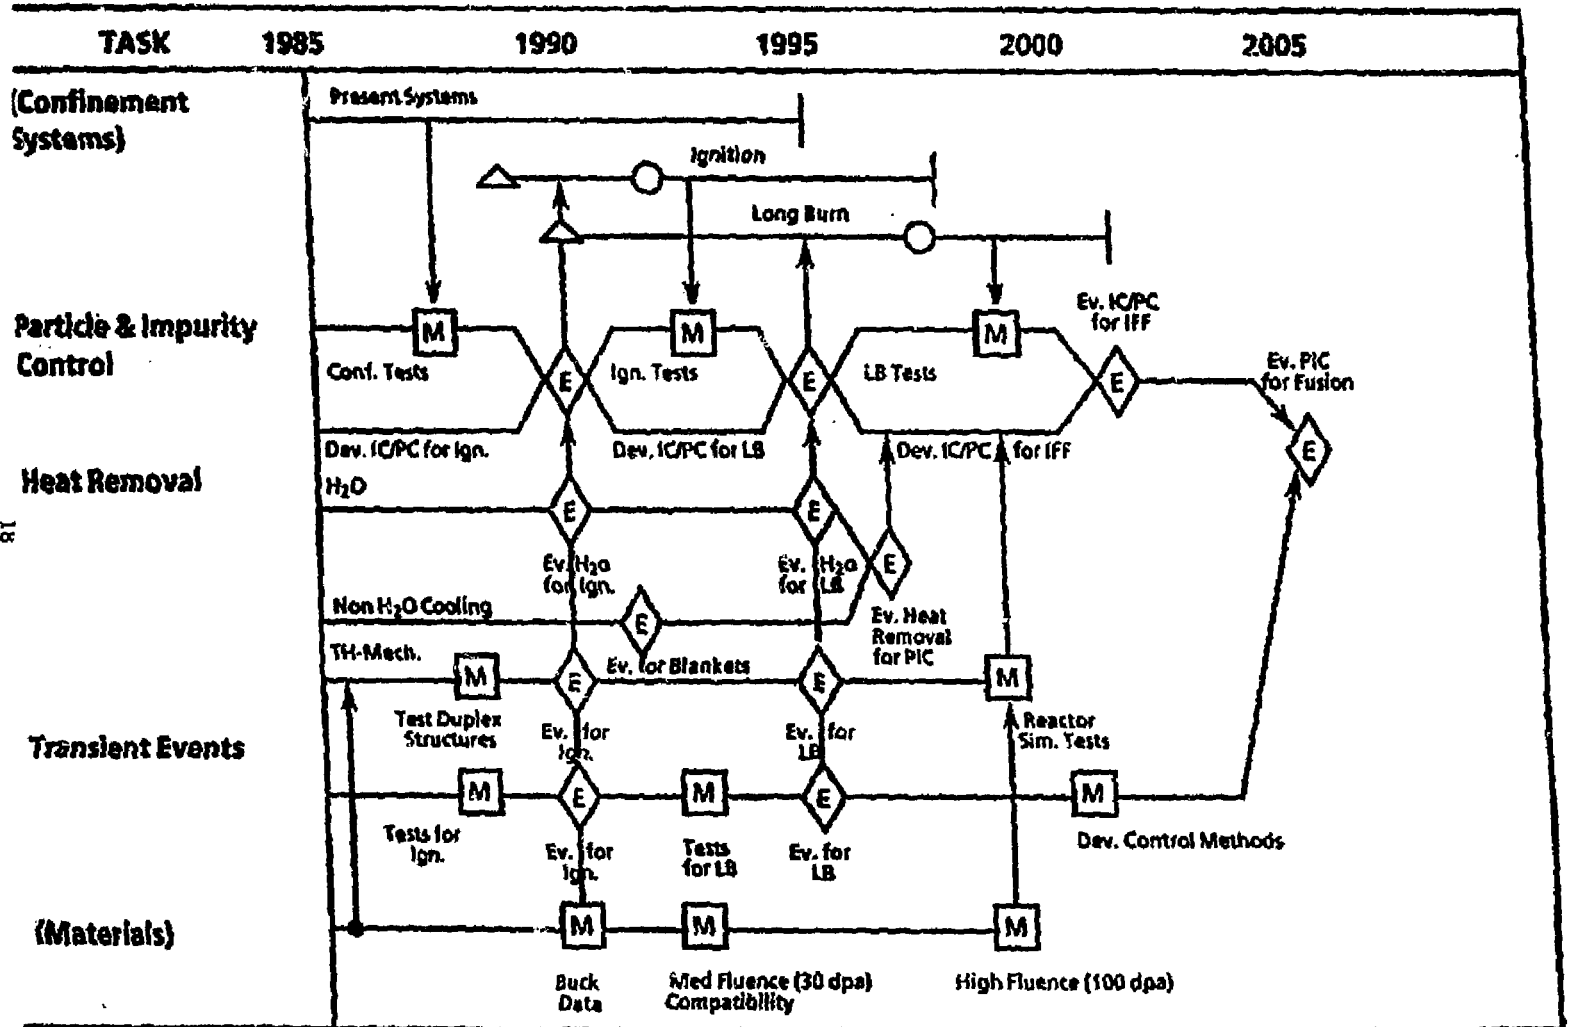 TASK 1985 1990 1995 2000 2005
(Confinement
Systems)
Present Systems
Ignition
Long Burn
Particle & Impurity
Control
M
M
M
Ev. IC/PC
for IFF
Conf. Tests
E
Ign. Tests
E
LB Tests
E
Ev. PIC
for Fusion
E
Dev. IC/PC for Ign.
Dev. IC/PC for LB
Dev. IC/PC for IFF
Heat Removal
H₂O
E
E
Ev. H₂O
for Ign.
Ev. H₂O
for LB
E
Non H₂O Cooling
E
Ev. Heat
Removal
for PIC
TH-Mech.
M
E
Ev. for Blankets
E
M
Test Duplex
Structures
Ev. for
Ign.
Ev. for
LB
Reactor
Sim. Tests
Transient Events
M
E
M
E
M
Tests for
Ign.
Ev. for
Ign.
Tests
for LB
Ev. for
LB
Dev. Control Methods
(Materials)
M
M
M
Buck
Data
Med Fluence (30 dpa)
Compatibility
High Fluence (100 dpa)